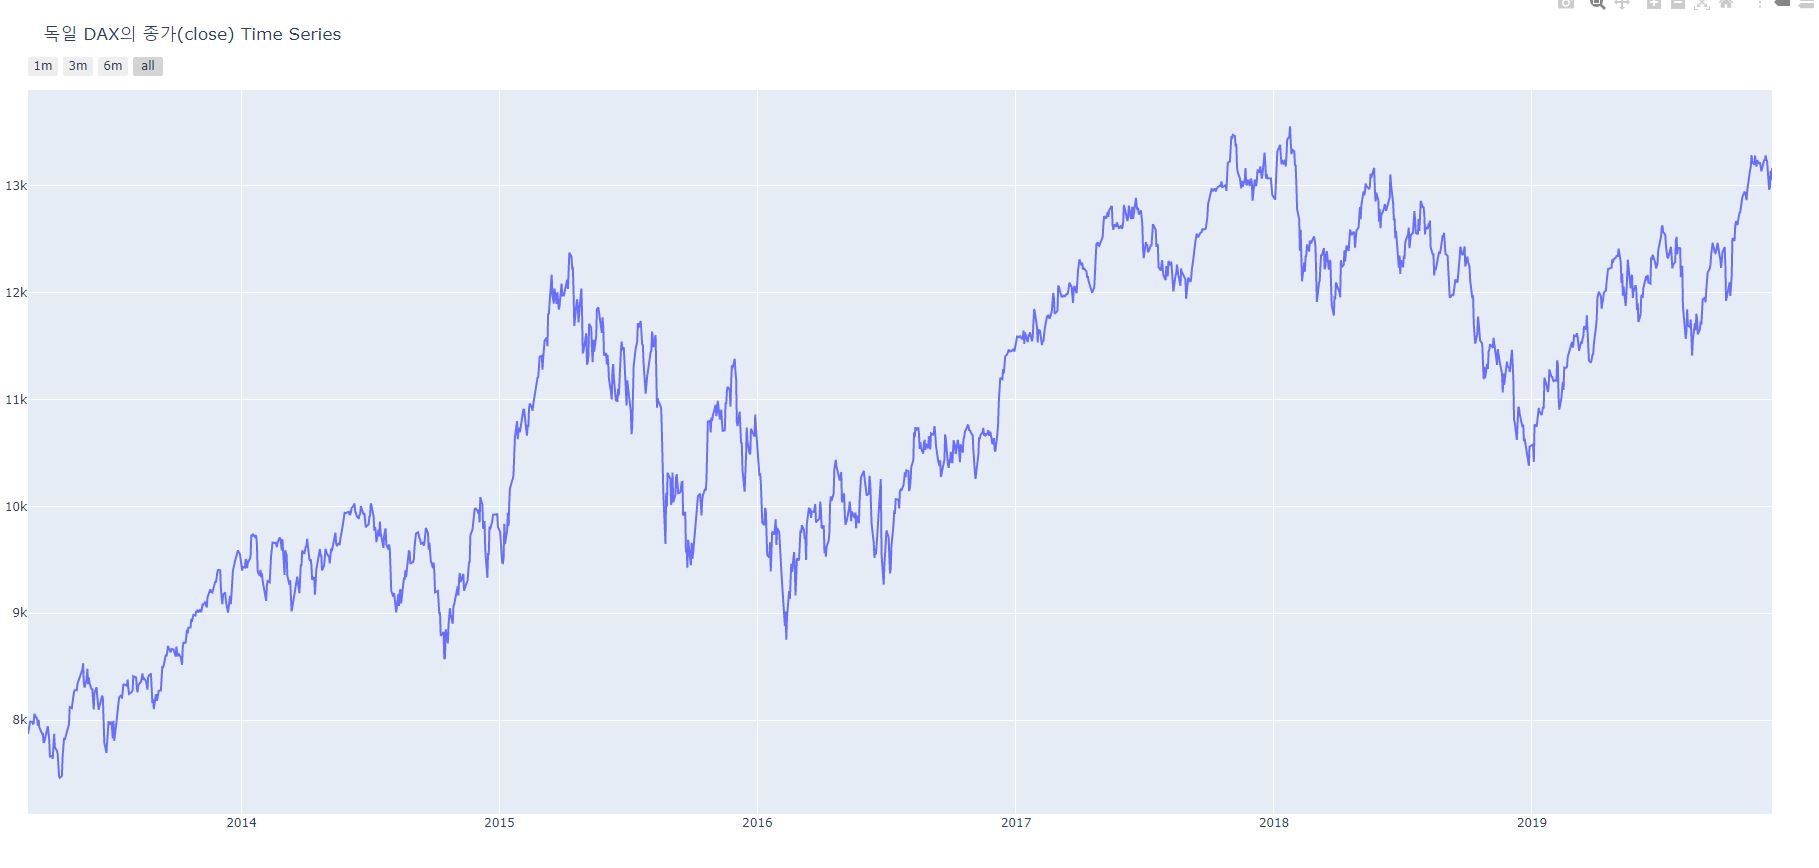 독일 DAX의 종가(close) Time Series
1m 3m 6m all
13k
12k
11k
10k
9k
8k
2014 2015 2016 2017 2018 2019